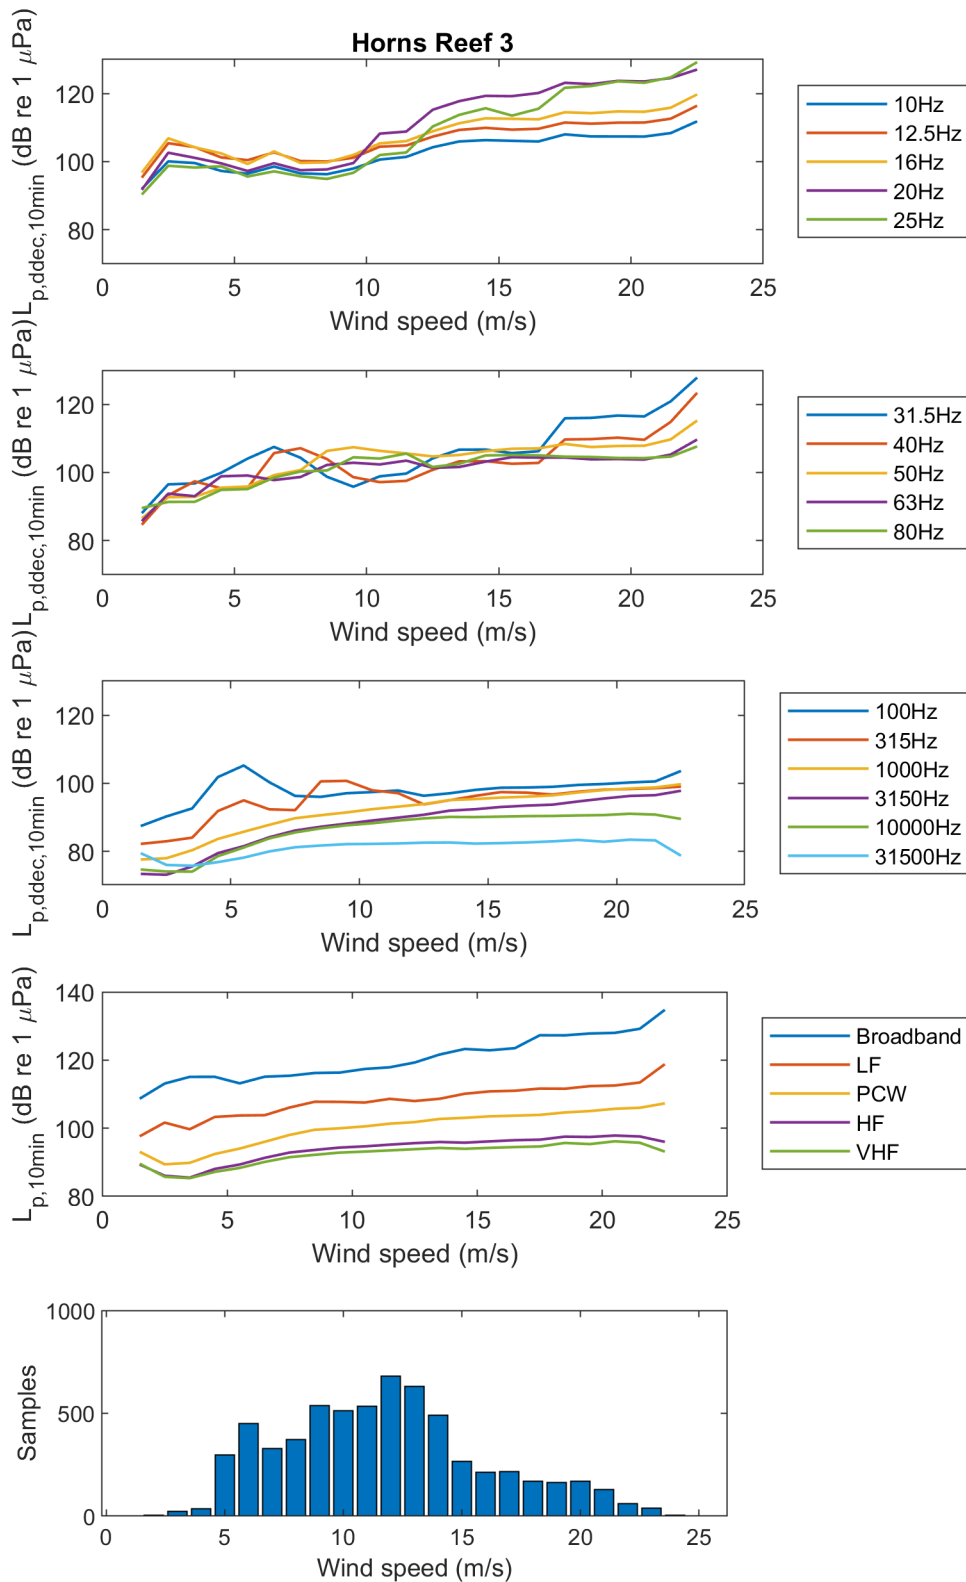 Horns Reef 3
L_p,ddec,10min (dB re 1 μPa)
120
100
80
0 5 10 15 20 25
Wind speed (m/s)
10Hz
12.5Hz
16Hz
20Hz
25Hz
L_p,ddec,10min (dB re 1 μPa)
120
100
80
0 5 10 15 20 25
Wind speed (m/s)
31.5Hz
40Hz
50Hz
63Hz
80Hz
L_p,ddec,10min (dB re 1 μPa)
120
100
80
0 5 10 15 20 25
Wind speed (m/s)
100Hz
315Hz
1000Hz
3150Hz
10000Hz
31500Hz
L_p,10min (dB re 1 μPa)
140
120
100
80
0 5 10 15 20 25
Wind speed (m/s)
Broadband
LF
PCW
HF
VHF
Samples
1000
500
0
0 5 10 15 20 25
Wind speed (m/s)